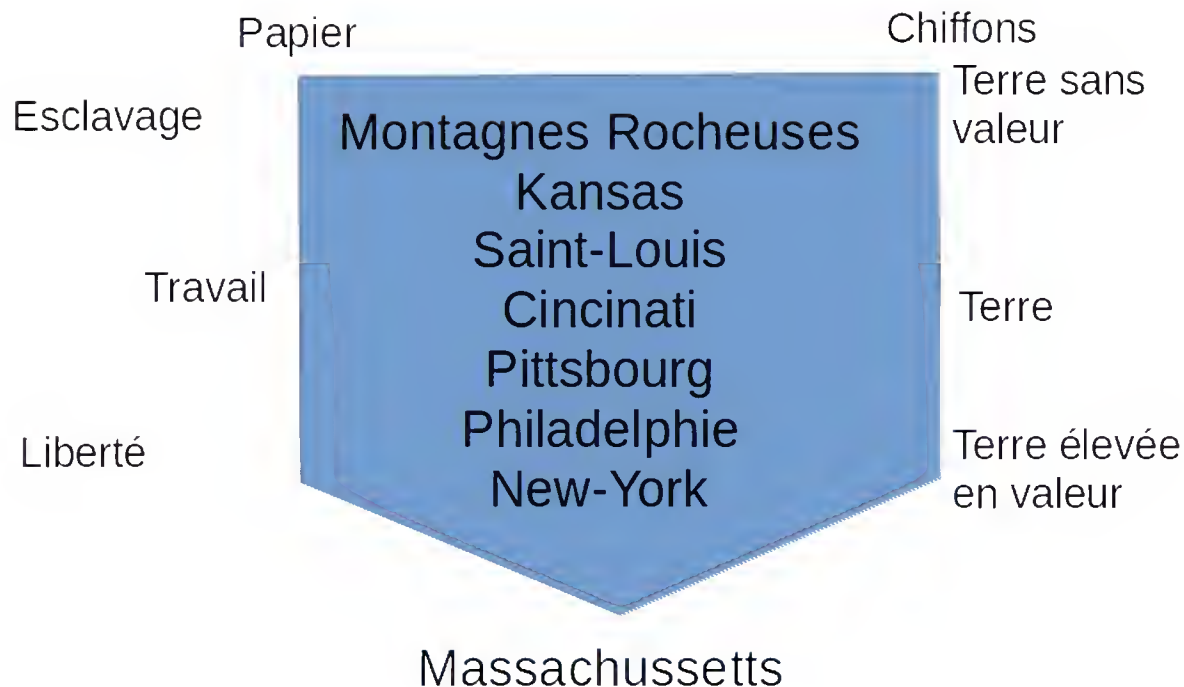 Papier
Chiffons
Esclavage
Terre sans
valeur
Montagnes Rocheuses
Kansas
Saint-Louis
Travail
Cincinati
Terre
Pittsbourg
Philadelphie
Liberté
Terre élevée
en valeur
New-York
Massachussetts